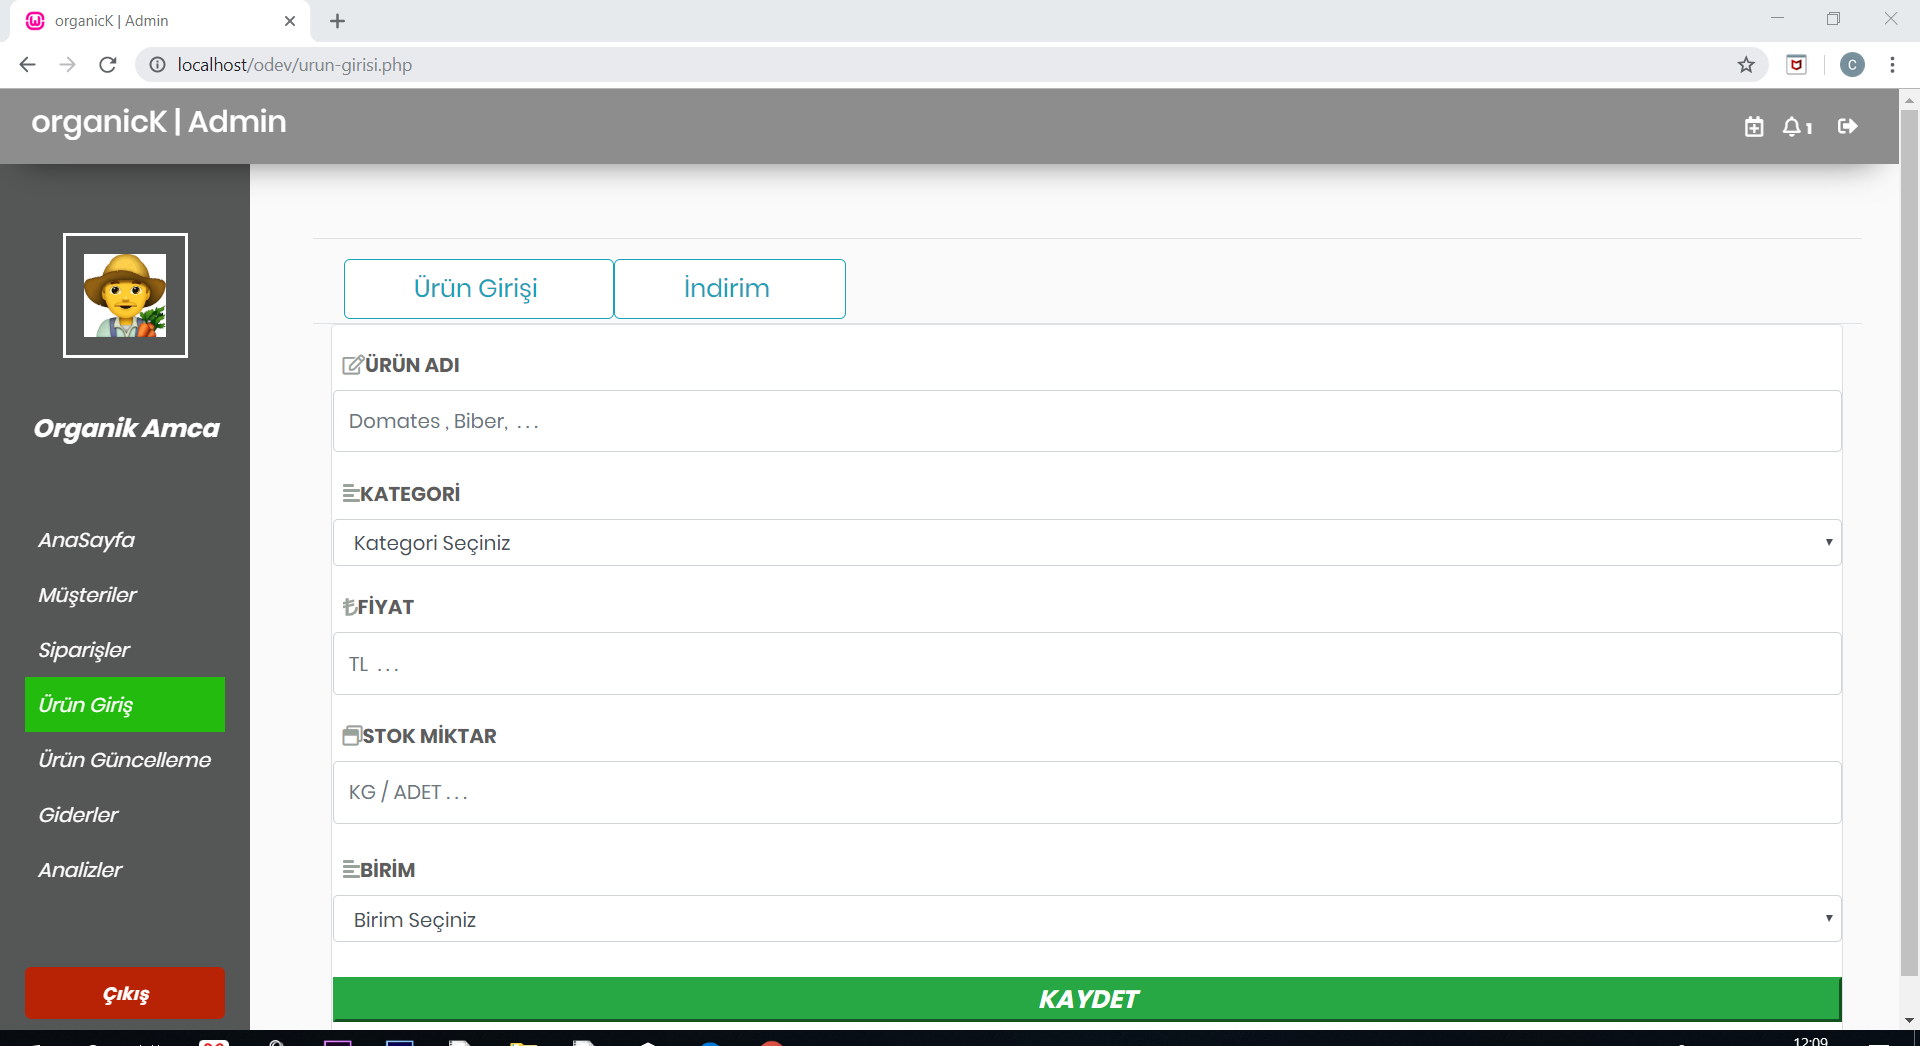 organicK | Admin
localhost/odev/urun-girisi.php
C
organicK | Admin
1
Organik Amca
AnaSayfa
Müşteriler
Siparişler
Ürün Giriş
Ürün Güncelleme
Giderler
Analizler
Çıkış
Ürün Girişi
İndirim
ÜRÜN ADI
Domates , Biber, ...
KATEGORİ
Kategori Seçiniz
FİYAT
TL ...
STOK MİKTAR
KG / ADET ...
BİRİM
Birim Seçiniz
KAYDET
12:09